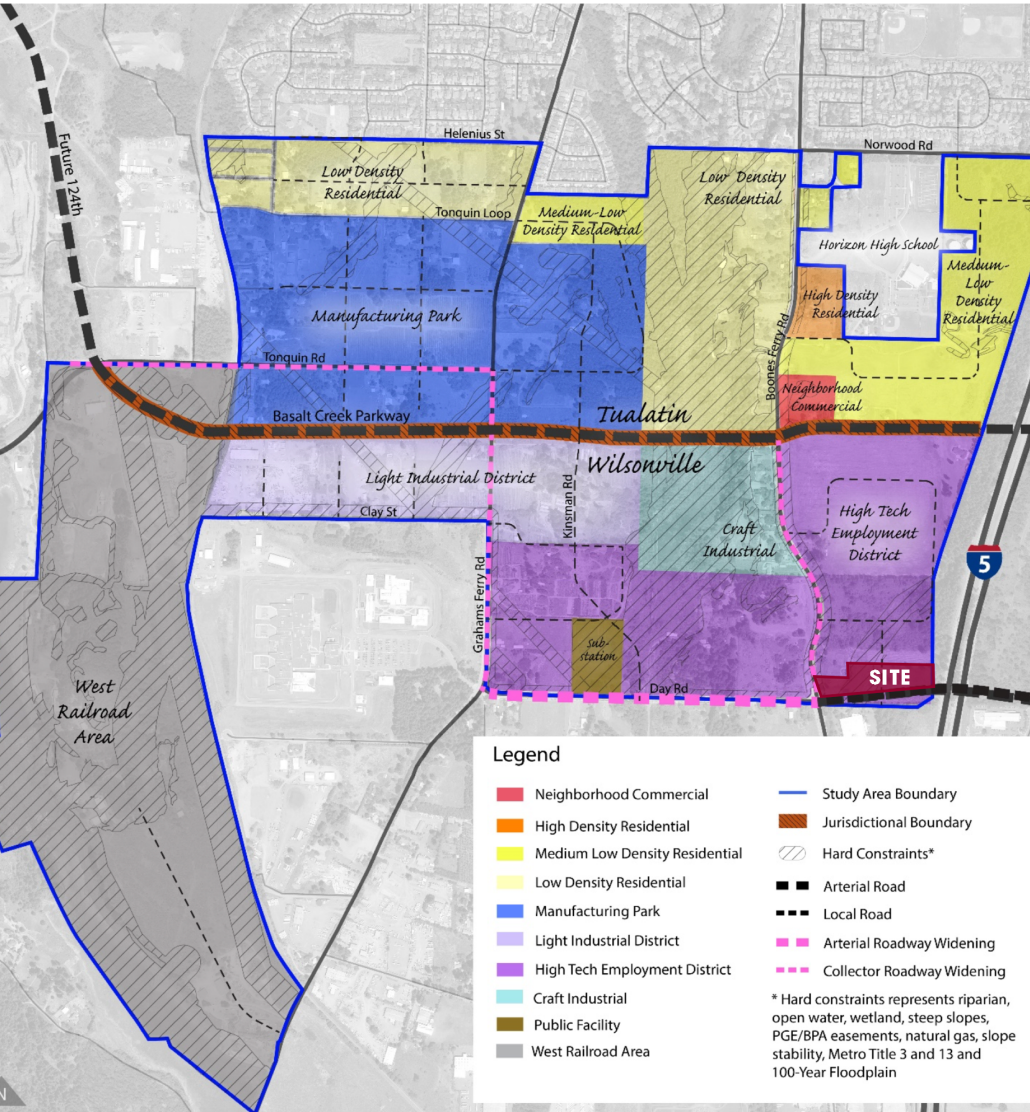 Helenius St
Norwood Rd
Future 124th
Low Density
Residential
Low Density
Residential
Tonquin Loop
Medium-Low
Density Residential
Horizon High School
Medium-
Low
Density
Residential
High Density
Residential
Manufacturing Park
Boones Ferry Rd
Tonquin Rd
Neighborhood
Commercial
Basalt Creek Parkway
Tualatin
Wilsonville
Light Industrial District
Kinsman Rd
Clay St
Craft
Industrial
High Tech
Employment
District
5
Grahams Ferry Rd
Sub-
station
SITE
Day Rd
West
Railroad
Area
Legend
Neighborhood Commercial
High Density Residential
Medium Low Density Residential
Low Density Residential
Manufacturing Park
Light Industrial District
High Tech Employment District
Craft Industrial
Public Facility
West Railroad Area
Study Area Boundary
Jurisdictional Boundary
Hard Constraints*
Arterial Road
Local Road
Arterial Roadway Widening
Collector Roadway Widening
* Hard constraints represents riparian,
open water, wetland, steep slopes,
PGE/BPA easements, natural gas, slope
stability, Metro Title 3 and 13 and
100-Year Floodplain
N